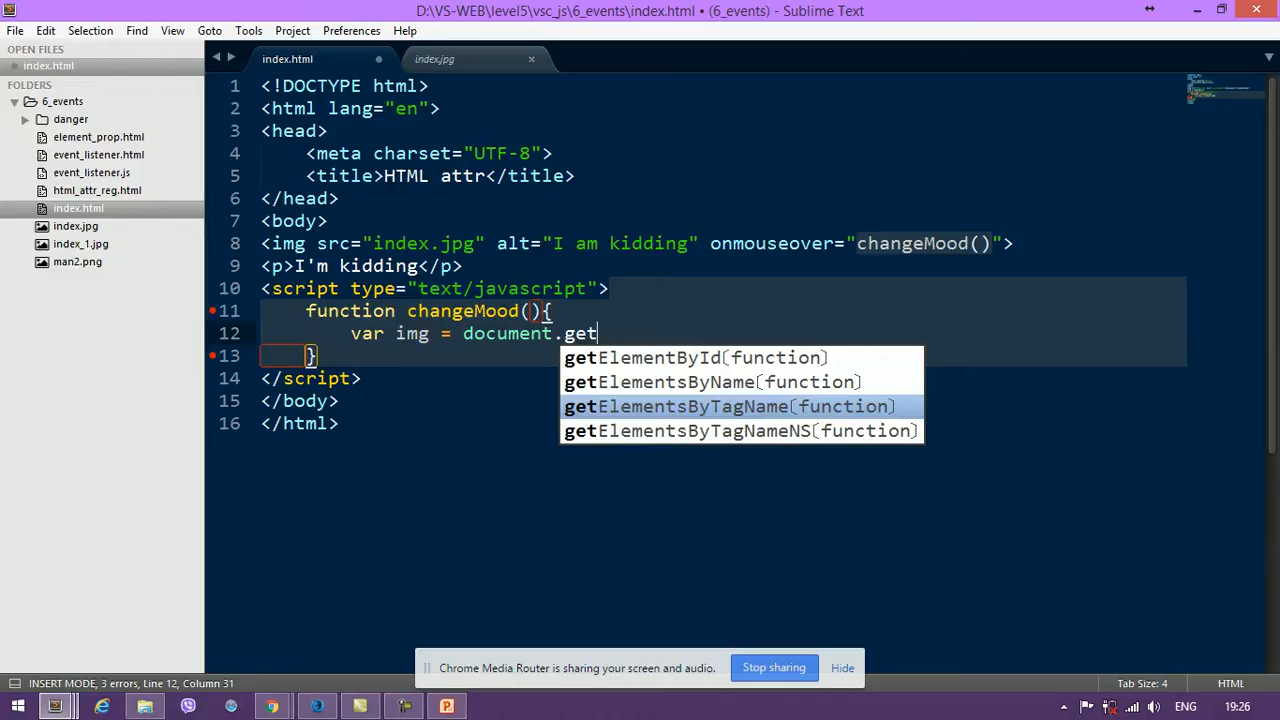 D:\VS-WEB\level5\vsc_js\6_events\index.html • (6_events) - Sublime Text
File Edit Selection Find View Goto Tools Project Preferences Help
OPEN FILES
index.html
FOLDERS
6_events
danger
element_prop.html
event_listener.html
event_listener.js
html_attr_reg.html
index.html
index.jpg
index_1.jpg
man2.png
index.html
index.jpg
1 <!DOCTYPE html>
2 <html lang="en">
3 <head>
4 <meta charset="UTF-8">
5 <title>HTML attr</title>
6 </head>
7 <body>
8 <img src="index.jpg" alt="I am kidding" onmouseover="changeMood()">
9 <p>I'm kidding</p>
10 <script type="text/javascript">
11 function changeMood(){
12 var img = document.get
13 }
14 </script>
15 </body>
16 </html>
getElementById(function)
getElementsByName(function)
getElementsByTagName(function)
getElementsByTagNameNS(function)
Chrome Media Router is sharing your screen and audio. Stop sharing Hide
INSERT MODE, 3 errors, Line 12, Column 31
Tab Size: 4 HTML
ENG 19:26